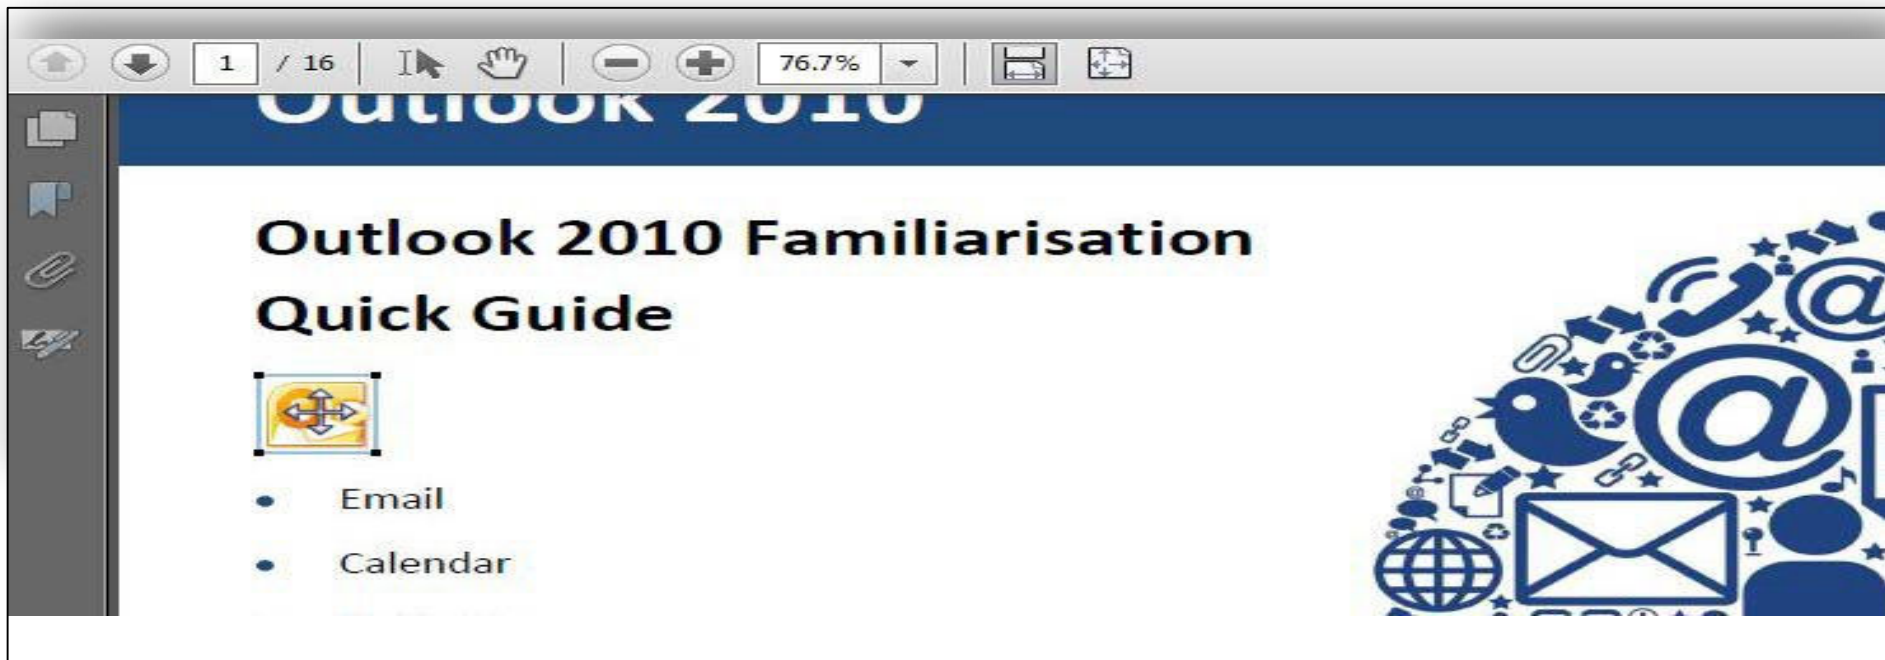 1 / 16 76.7%
Outlook 2010
Outlook 2010 Familiarisation
Quick Guide
• Email
• Calendar